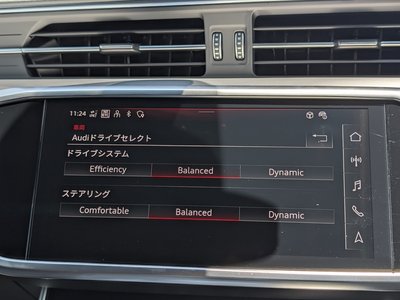 11:24
車両
Audiドライブセレクト
ドライブシステム
Efficiency Balanced Dynamic
ステアリング
Comfortable Balanced Dynamic